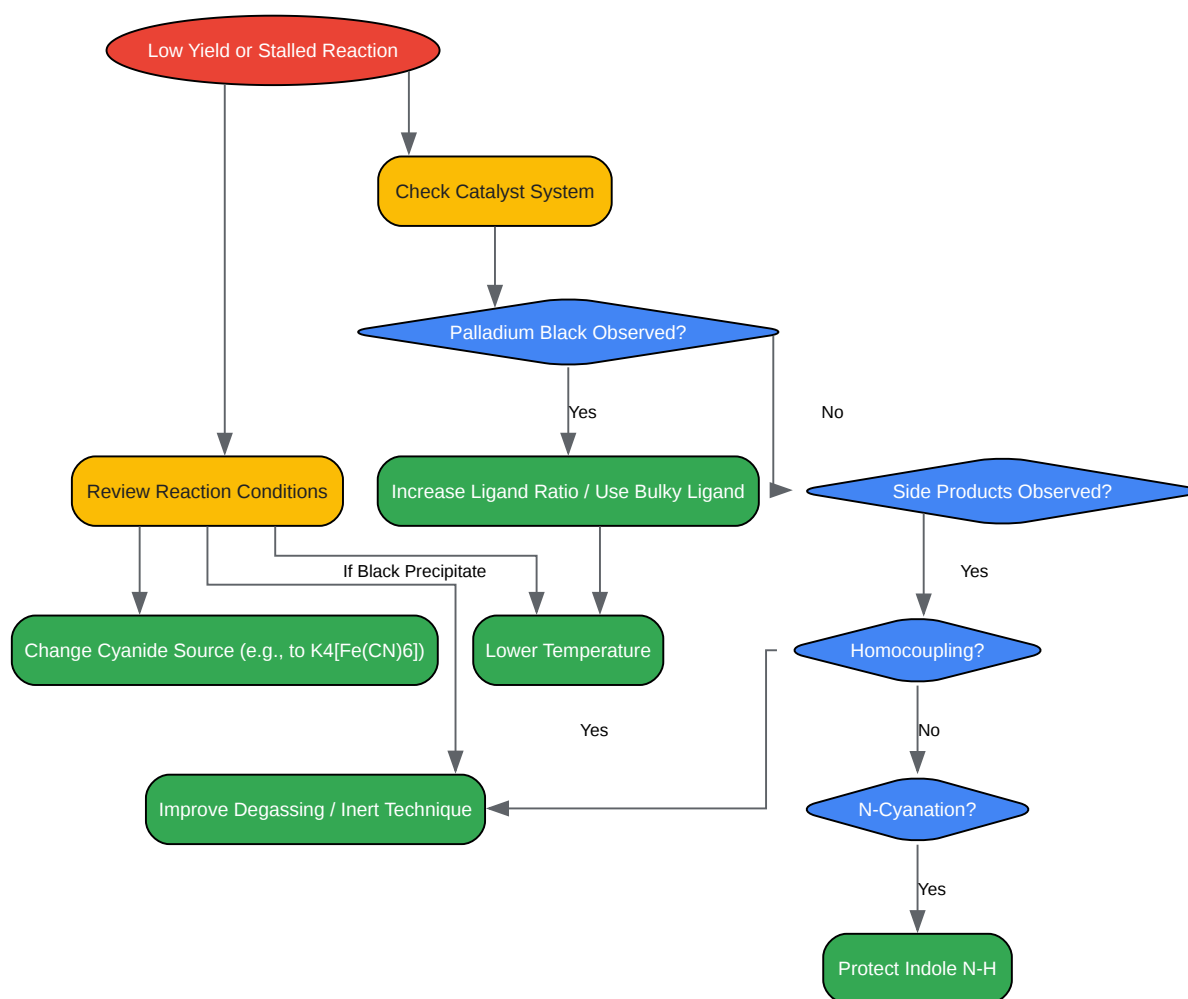 Low Yield or Stalled Reaction
Check Catalyst System
Palladium Black Observed?
Yes
No
Review Reaction Conditions
Increase Ligand Ratio / Use Bulky Ligand
Side Products Observed?
If Black Precipitate
Yes
Change Cyanide Source (e.g., to K4[Fe(CN)6])
Lower Temperature
Homocoupling?
Yes
No
Improve Degassing / Inert Technique
N-Cyanation?
Yes
Protect Indole N-H